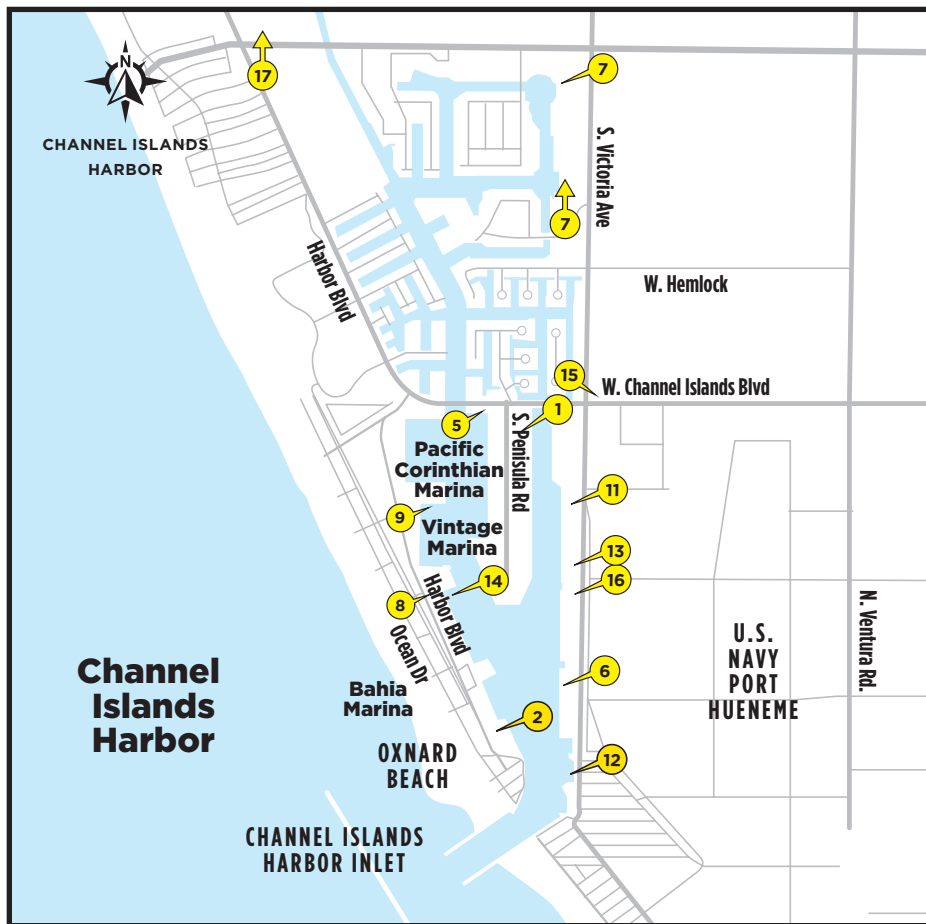 17
7
N
CHANNEL ISLANDS
HARBOR
S. Victoria Ave
7
Harbor Blvd
W. Hemlock
15
W. Channel Islands Blvd
1
5
S. Penisula Rd
Pacific
Corinthian
Marina
11
9
Vintage
Marina
13
14
16
8
Harbor Blvd
N. Ventura Rd.
Ocean Dr
U.S.
NAVY
PORT
HUENEME
Channel
Islands
Harbor
6
Bahia
Marina
2
OXNARD
BEACH
12
CHANNEL ISLANDS
HARBOR INLET